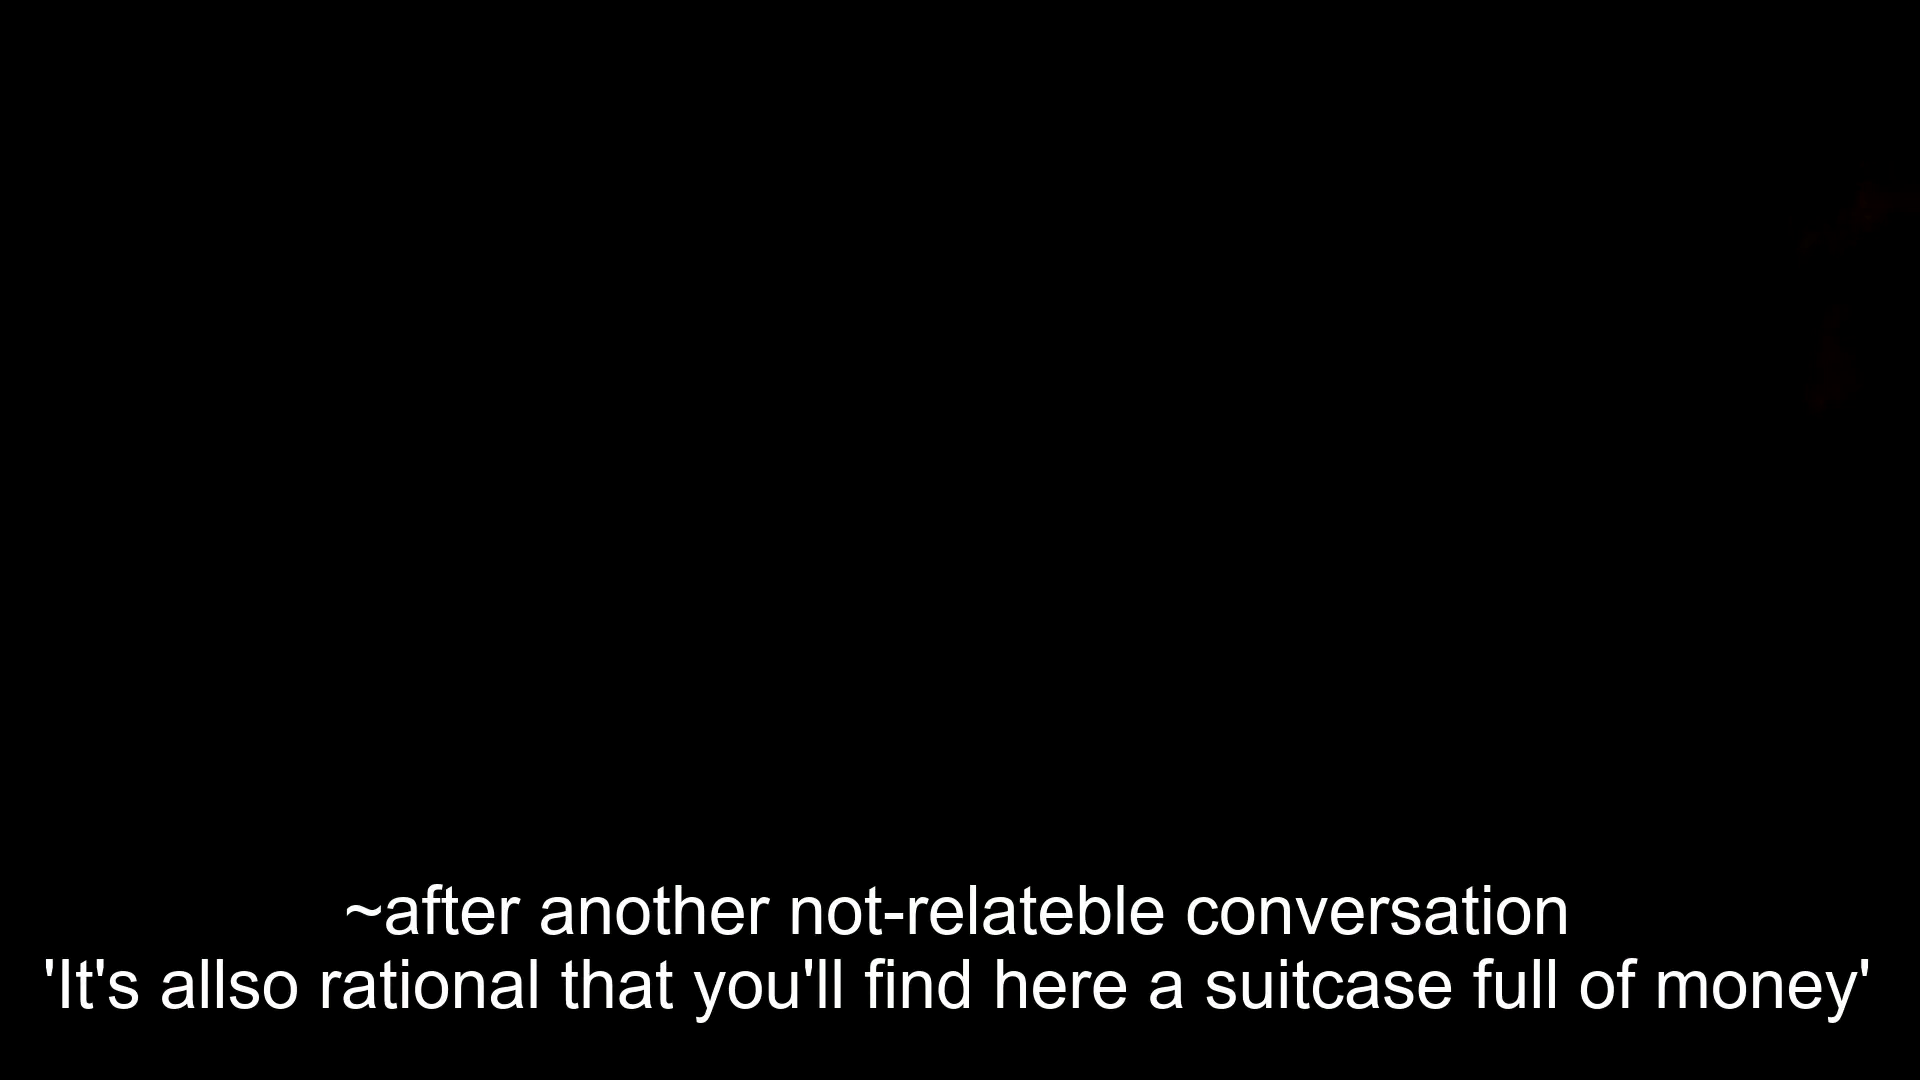 ~after another not-relateble conversation
'It's allso rational that you'll find here a suitcase full of money'